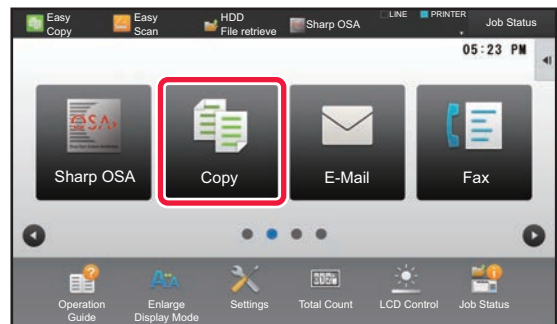 Easy
Copy
Easy
Scan
HDD
File retrieve
Sharp OSA
LINE
PRINTER
Job Status
05:23 PM
OSA
Sharp OSA
Copy
E-Mail
Fax
Operation
Guide
Enlarge
Display Mode
Settings
Total Count
LCD Control
Job Status